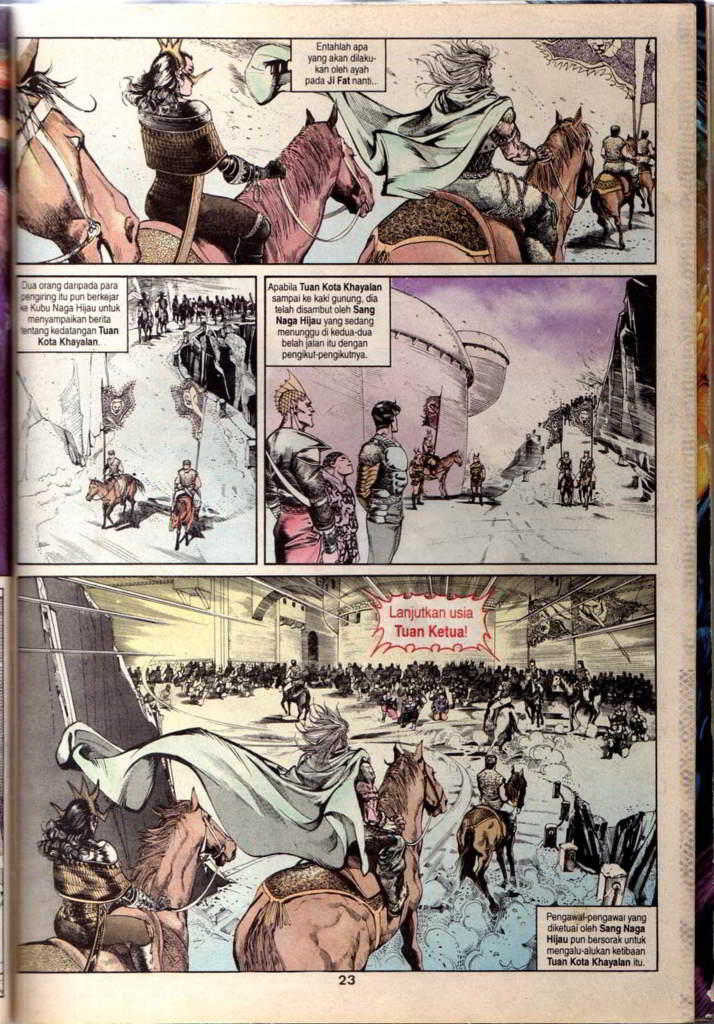 Entahlah apa
yang akan dilaku-
kan oleh ayah
pada Ji Fat nanti...
Dua orang daripada para
pengiring itu pun berkejar
ke Kubu Naga Hijau untuk
menyampaikan berita
tentang kedatangan Tuan
Kota Khayalan.
Apabila Tuan Kota Khayalan
sampai ke kaki gunung, dia
telah disambut oleh Sang
Naga Hijau yang sedang
menunggu di kedua-dua
belah jalan itu dengan
pengikut-pengikutnya.
Lanjutkan usia
Tuan Ketua!
Pengawal-pengawal yang
diketuai oleh Sang Naga
Hijau pun bersorak untuk
mengalu-alukan ketibaan
Tuan Kota Khayalan itu.
23